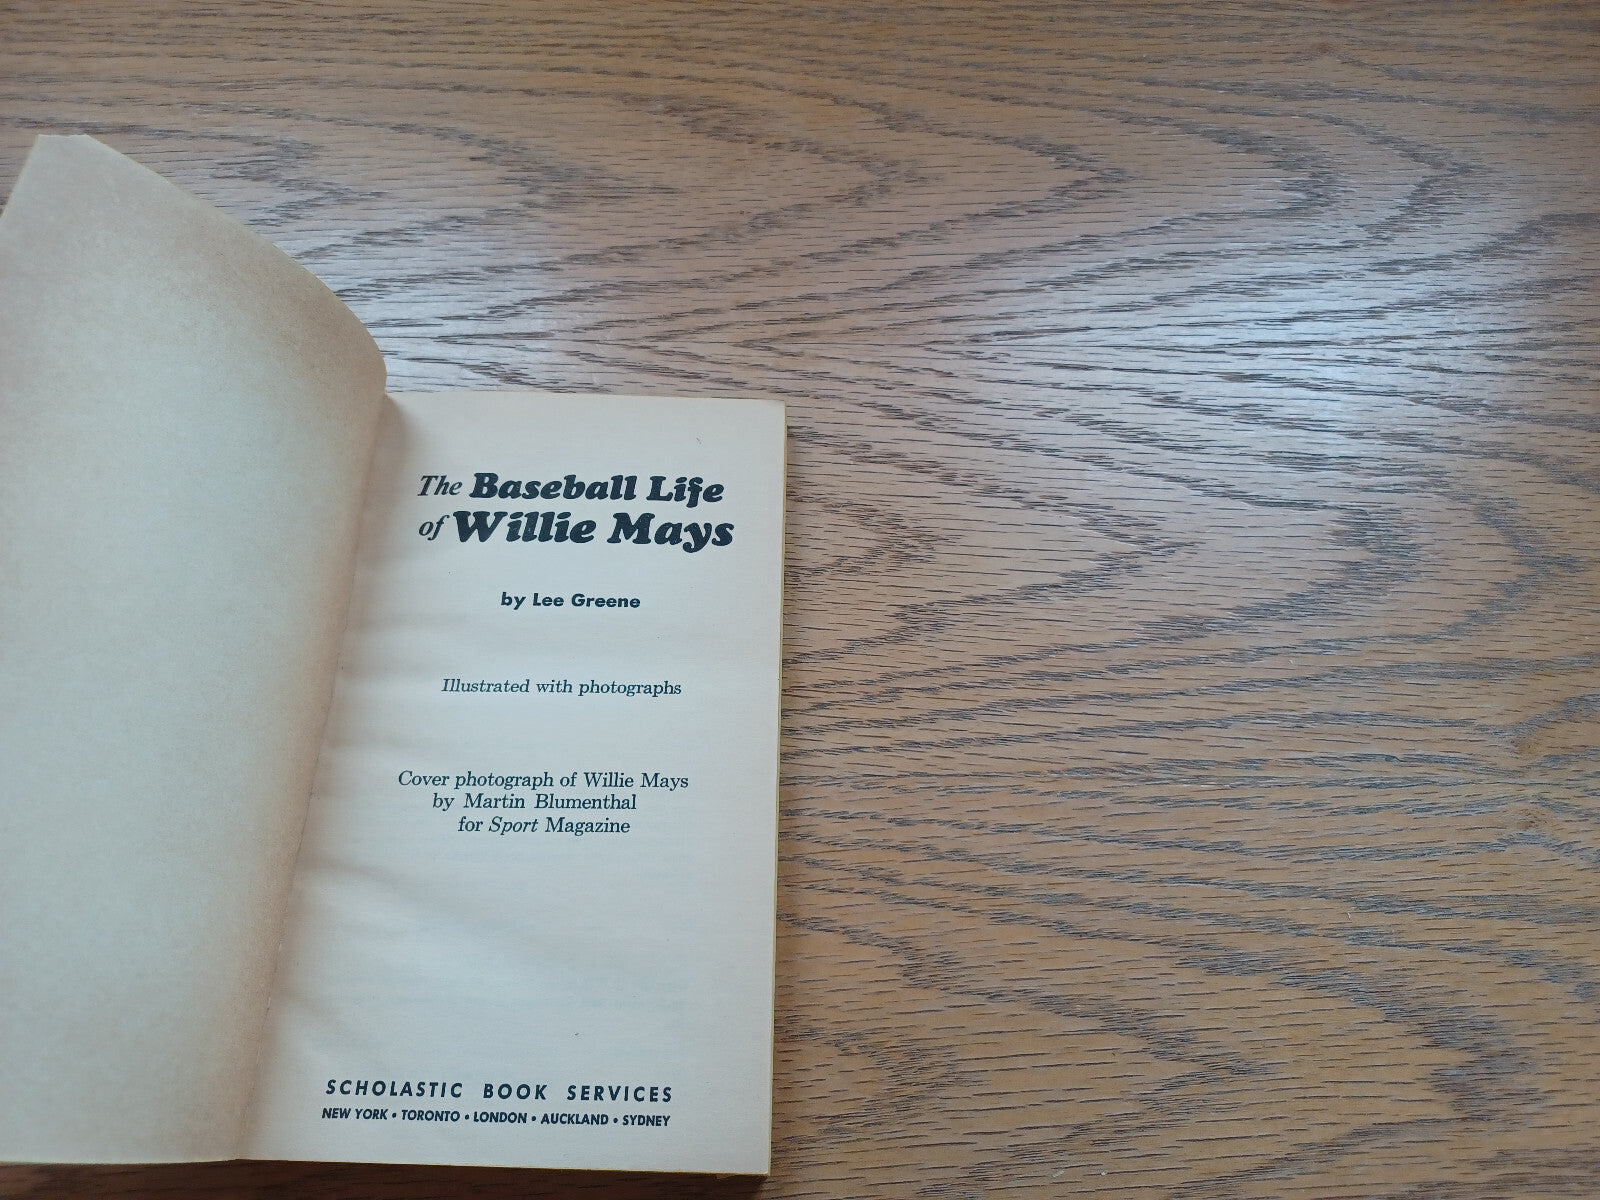 The Baseball Life
of Willie Mays
by Lee Greene
Illustrated with photographs
Cover photograph of Willie Mays
by Martin Blumenthal
for Sport Magazine
SCHOLASTIC BOOK SERVICES
NEW YORK • TORONTO • LONDON • AUCKLAND • SYDNEY